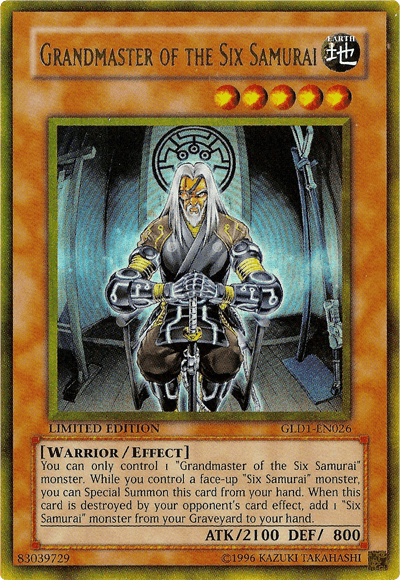 GRANDMASTER OF THE SIX SAMURAI
EARTH
地
LIMITED EDITION
GLD1-EN026
[WARRIOR / EFFECT]
You can only control 1 "Grandmaster of the Six Samurai"
monster. While you control a face-up "Six Samurai" monster,
you can Special Summon this card from your hand. When this
card is destroyed by your opponent's card effect, add 1 "Six
Samurai" monster from your Graveyard to your hand.
ATK/2100 DEF/ 800
83039729
©1996 KAZUKI TAKAHASHI